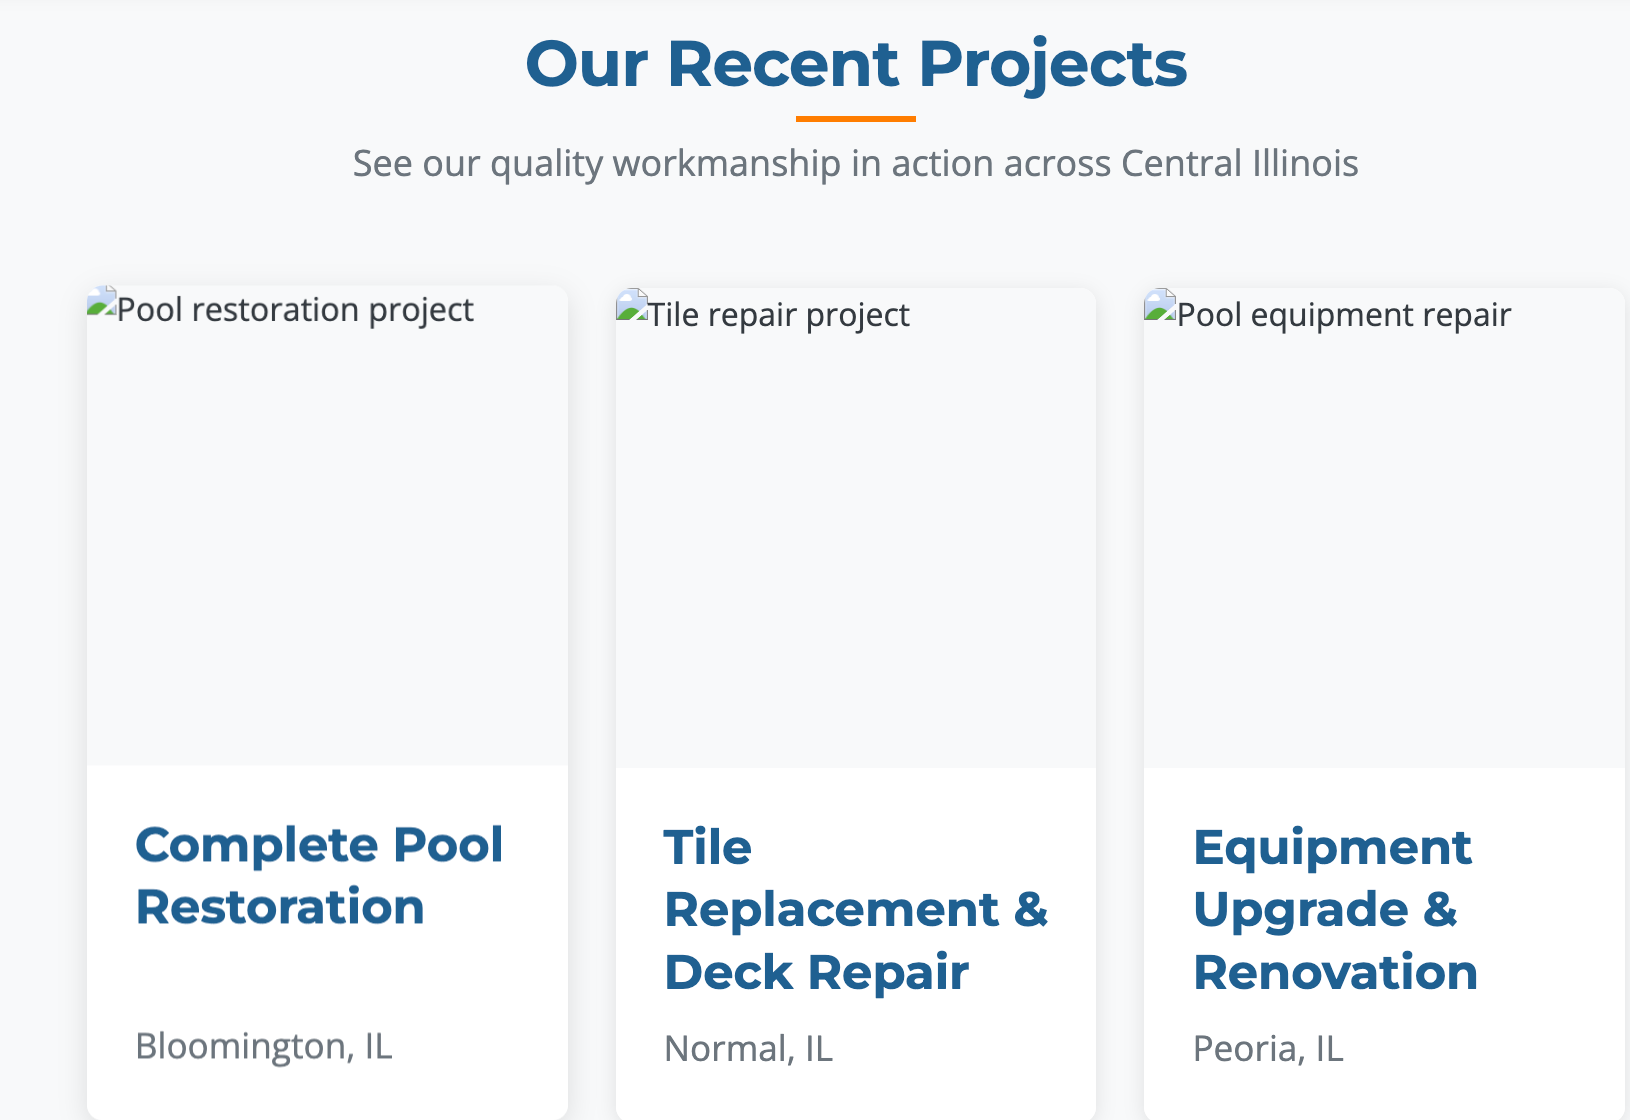 Our Recent Projects
See our quality workmanship in action across Central Illinois
Pool restoration project
Tile repair project
Pool equipment repair
Complete Pool
Restoration
Bloomington, IL
Tile
Replacement &
Deck Repair
Normal, IL
Equipment
Upgrade &
Renovation
Peoria, IL